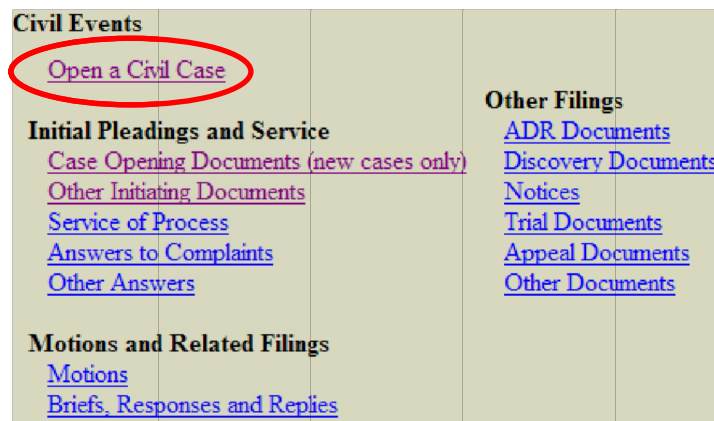 Civil Events
Open a Civil Case
Initial Pleadings and Service
Case Opening Documents (new cases only)
Other Initiating Documents
Service of Process
Answers to Complaints
Other Answers
Motions and Related Filings
Motions
Briefs, Responses and Replies
Other Filings
ADR Documents
Discovery Documents
Notices
Trial Documents
Appeal Documents
Other Documents